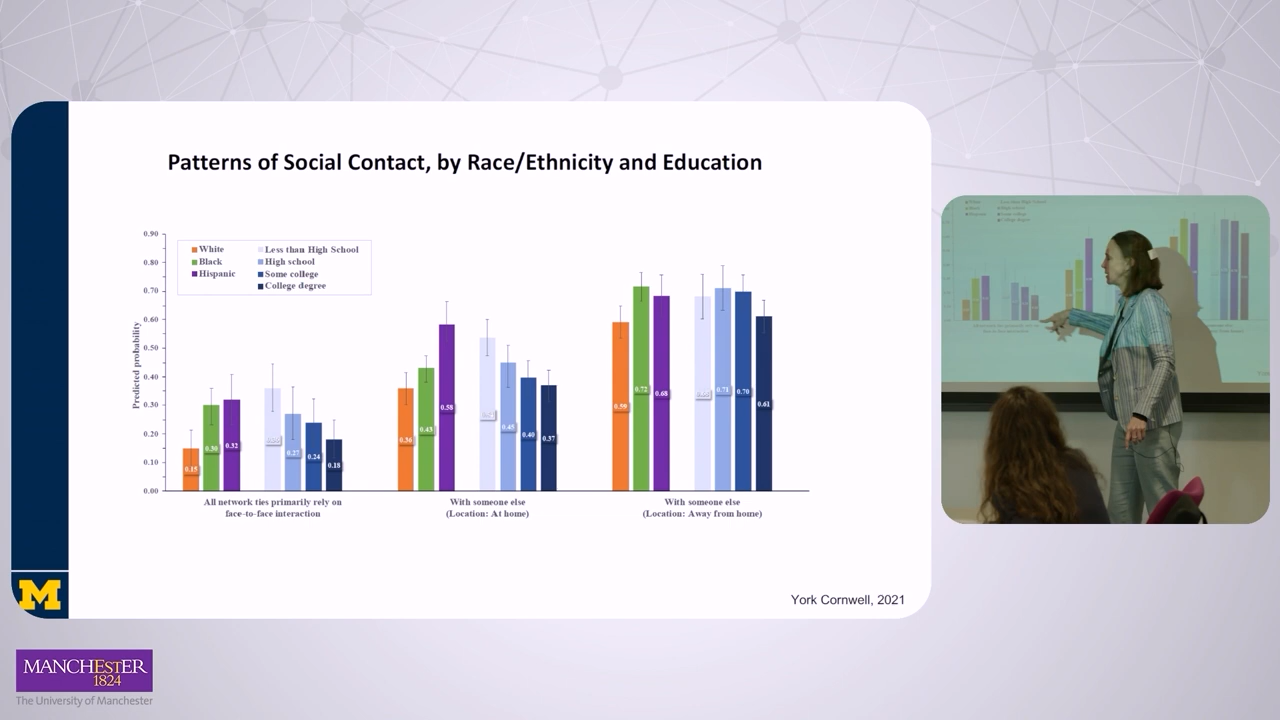 Patterns of Social Contact, by Race/Ethnicity and Education
0.90
0.80
0.70
0.60
0.50
0.40
0.30
0.20
0.10
0.00
Predicted probability
White
Black
Hispanic
Less than High School
High school
Some college
College degree
0.15
0.30
0.32
0.27
0.24
0.18
0.36
0.43
0.58
0.45
0.40
0.37
0.59
0.72
0.68
0.71
0.70
0.61
All network ties primarily rely on
face-to-face interaction
With someone else
(Location: At home)
With someone else
(Location: Away from home)
York Cornwell, 2021
M
MANCHESTER
1824
The University of Manchester